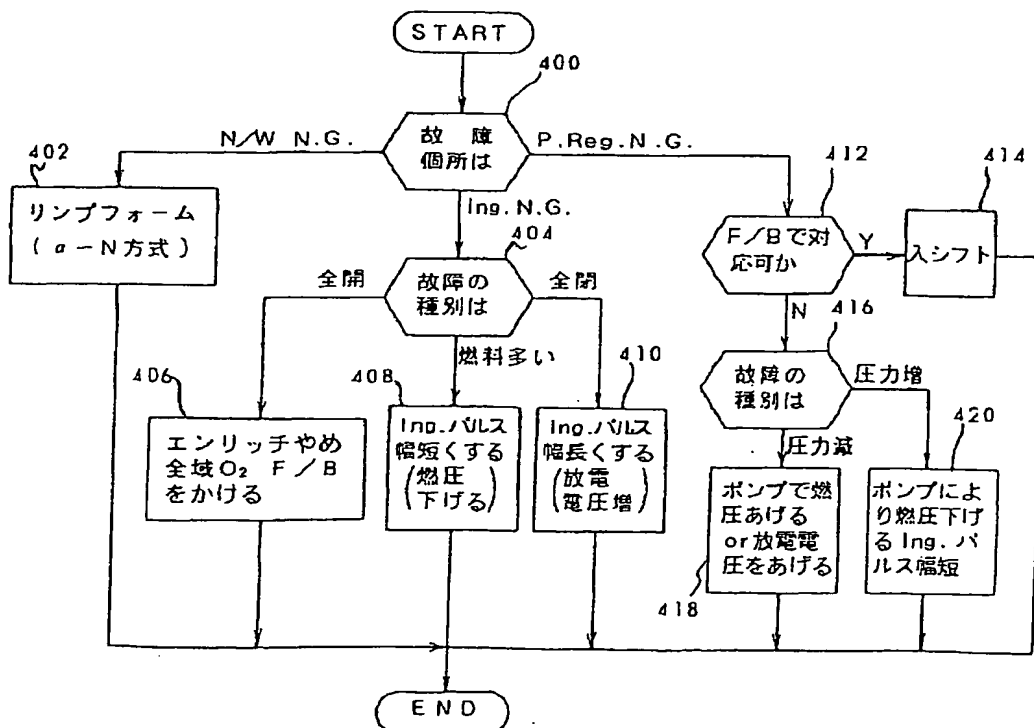 START
400
故障
個所は
N/W N.G.
P.Reg.N.G.
402
リンプフォーム
(α-N方式)
Ing.N.G.
404
故障の
種別は
全開
全閉
燃料多い
412
F/Bで対
応可か
Y
N
414
入シフト
416
故障の
種別は
圧力増
圧力減
406
エンリッチやめ
全域O₂ F/B
をかける
408
Ing.パルス
幅短くする
(燃圧
下げる)
410
Ing.パルス
幅長くする
(放電
電圧増)
418
ポンプで燃
圧あげる
or放電電
圧をあげる
420
ポンプによ
り燃圧下げ
るIng.パ
ルス幅短
END